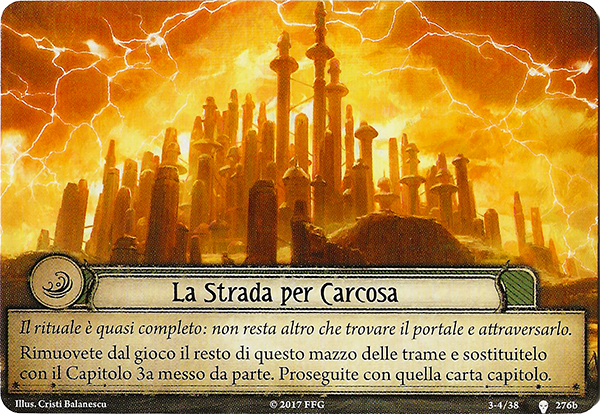 La Strada per Carcosa
Il rituale è quasi completo: non resta altro che trovare il portale e attraversarlo.
Rimuovete dal gioco il resto di questo mazzo delle trame e sostituitelo
con il Capitolo 3a messo da parte. Proseguite con quella carta capitolo.
Illus. Cristi Balanescu © 2017 FFG 3-4/38 276b